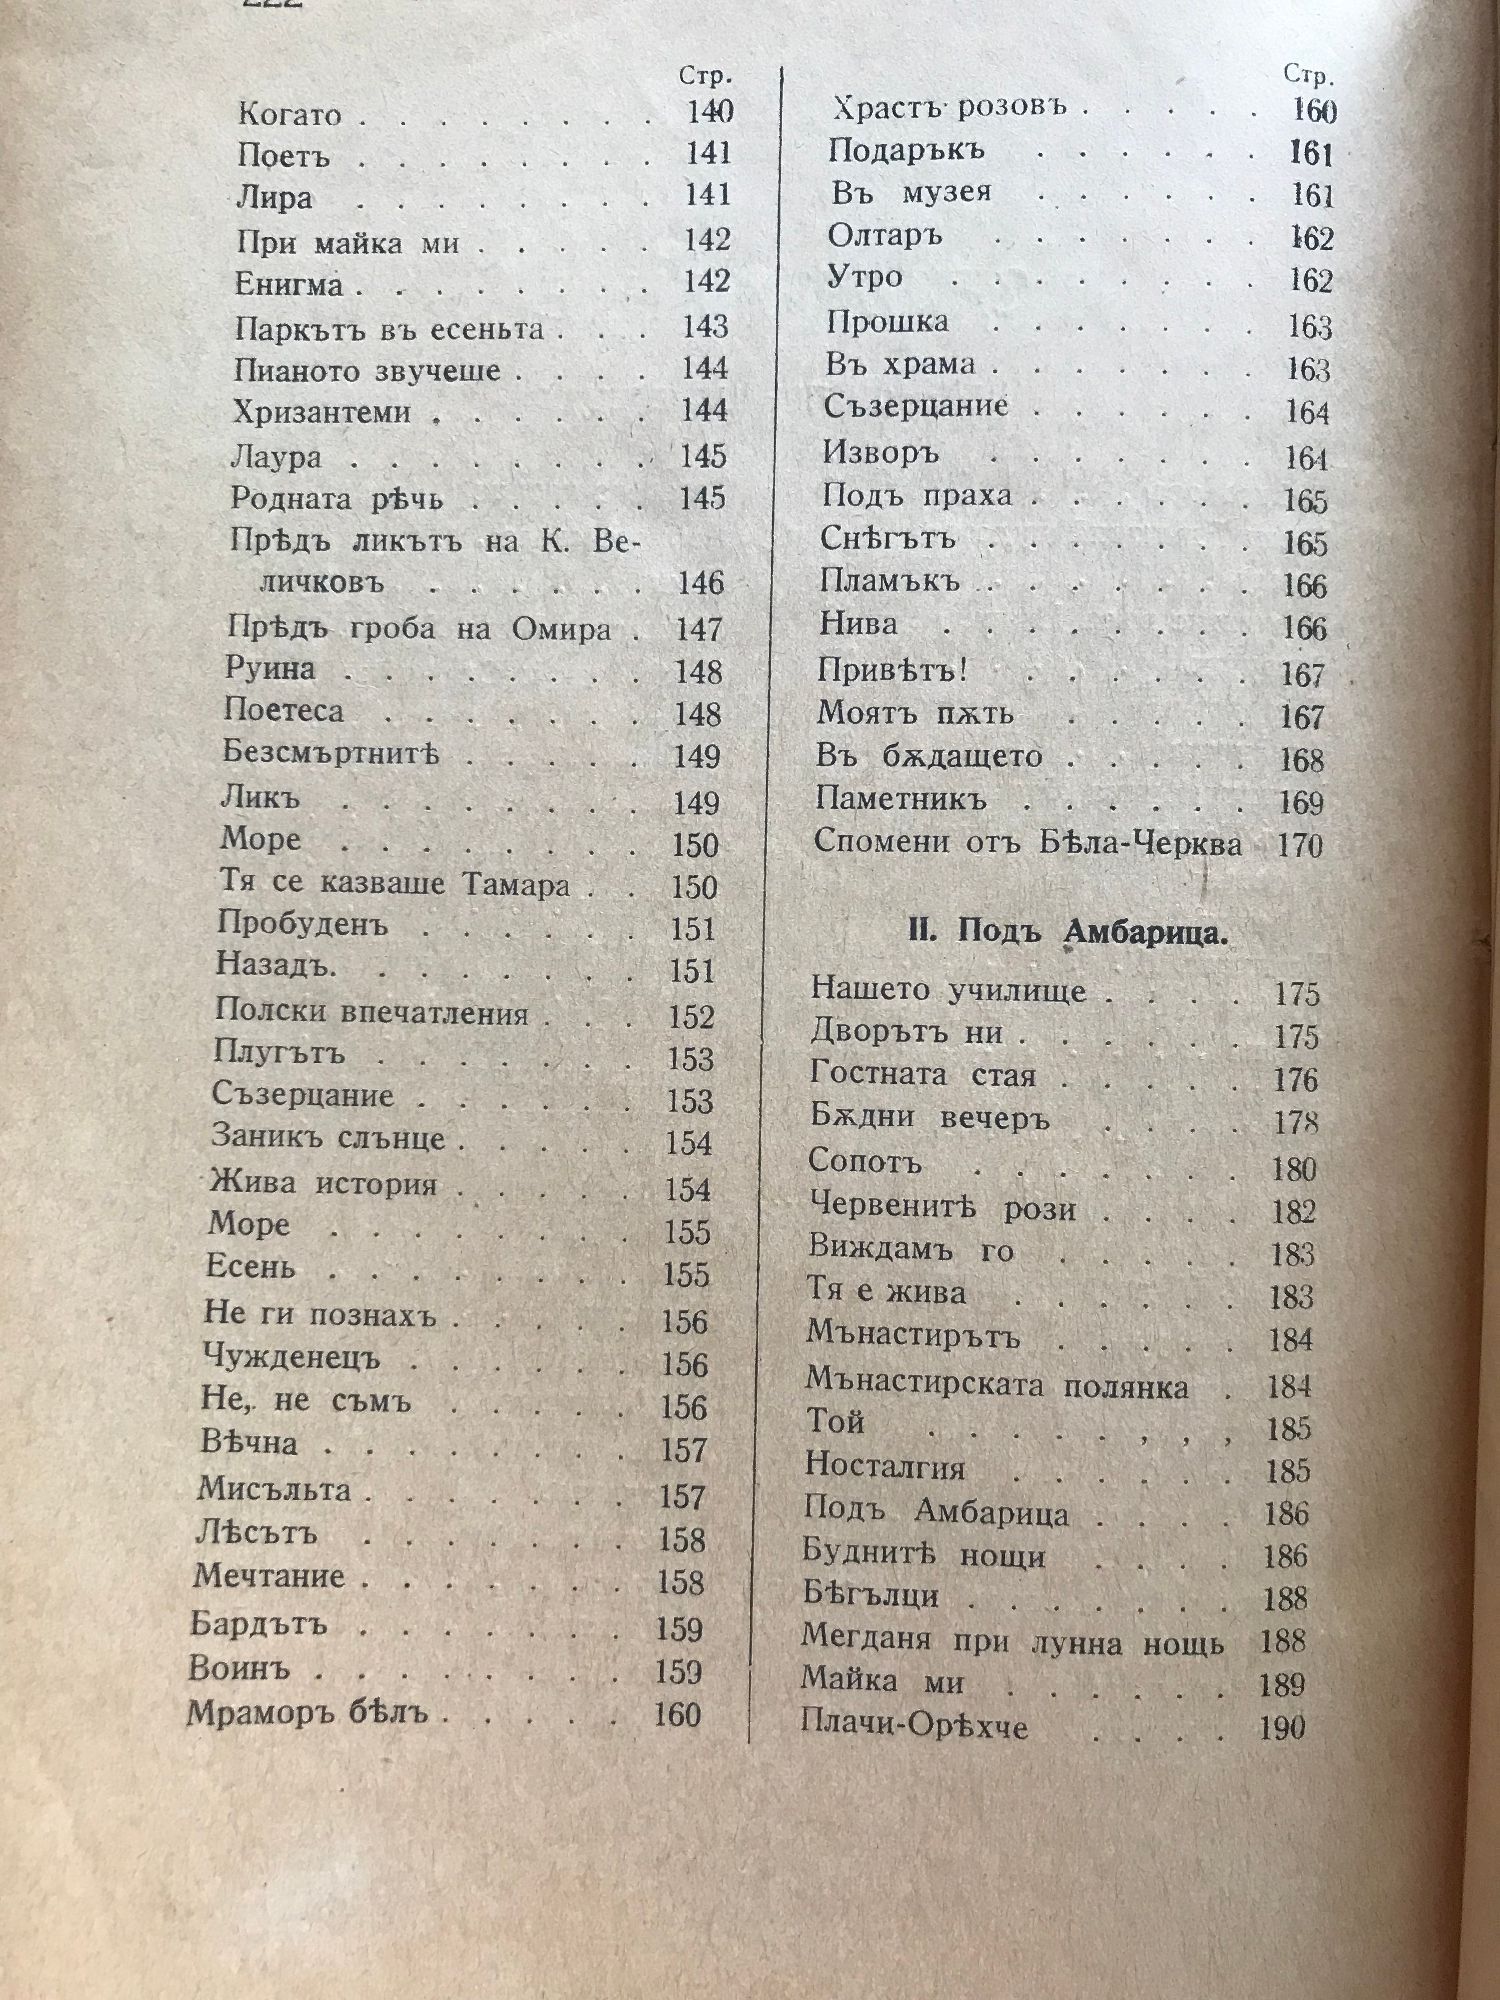 222
Стр.
Когато . . . . . . . . 140
Поетъ . . . . . . . . 141
Лира . . . . . . . . 141
При майка ми . . . . . 142
Енигма . . . . . . . . 142
Паркътъ въ есеньта . . . 143
Пианото звучеше . . . . 144
Хризантеми . . . . . . 144
Лаура . . . . . . . . 145
Родната рѣчь . . . . . 145
Прѣдъ ликътъ на К. Ве-
личковъ . . . . . . 146
Прѣдъ гроба на Омира . 147
Руина . . . . . . . . 148
Поетеса . . . . . . . 148
Безсмъртнитѣ . . . . . 149
Ликъ . . . . . . . . 149
Море . . . . . . . . 150
Тя се казваше Тамара . . 150
Пробуденъ . . . . . . 151
Назадъ. . . . . . . . 151
Полски впечатления . . . 152
Плугътъ . . . . . . . 153
Съзерцание . . . . . . 153
Заникъ слънце . . . . . 154
Жива история . . . . . 154
Море . . . . . . . . 155
Есень . . . . . . . . 155
Не ги познахъ . . . . . 156
Чужденецъ . . . . . . 156
Не, не съмъ . . . . . 156
Вѣчна . . . . . . . . 157
Мисъльта . . . . . . . 157
Лѣсътъ . . . . . . . 158
Мечтание . . . . . . . 158
Бардътъ . . . . . . . 159
Воинъ . . . . . . . . 159
Мраморъ бѣлъ . . . . . 160
Стр.
Храстъ розовъ . . . . . 160
Подаръкъ . . . . . . 161
Въ музея . . . . . . 161
Олтаръ . . . . . . . 162
Утро . . . . . . . . 162
Прошка . . . . . . . 163
Въ храма . . . . . . . 163
Съзерцание . . . . . . 164
Изворъ . . . . . . . 164
Подъ праха . . . . . . 165
Снѣгътъ . . . . . . . 165
Пламъкъ . . . . . . . 166
Нива . . . . . . . . 166
Привѣтъ! . . . . . . 167
Моятъ пѫть . . . . . 167
Въ бѫдащето . . . . . 168
Паметникъ . . . . . . 169
Спомени отъ Бѣла-Черква 170
II. Подъ Амбарица.
Нашето училище . . . . 175
Дворътъ ни . . . . . . 175
Гостната стая . . . . . 176
Бѫдни вечеръ . . . . 178
Сопотъ . . . . . . . 180
Червенитѣ рози . . . . 182
Виждамъ го . . . . . 183
Тя е жива . . . . . . 183
Мънастирътъ . . . . . 184
Мънастирската полянка . 184
Той . . . . . , , , 185
Носталгия . . . . . . 185
Подъ Амбарица . . . . 186
Буднитѣ нощи . . . . 186
Бѣгълци . . . . . . . 188
Мегданя при лунна нощь 188
Майка ми . . . . . . 189
Плачи-Орѣхче . . . . 190